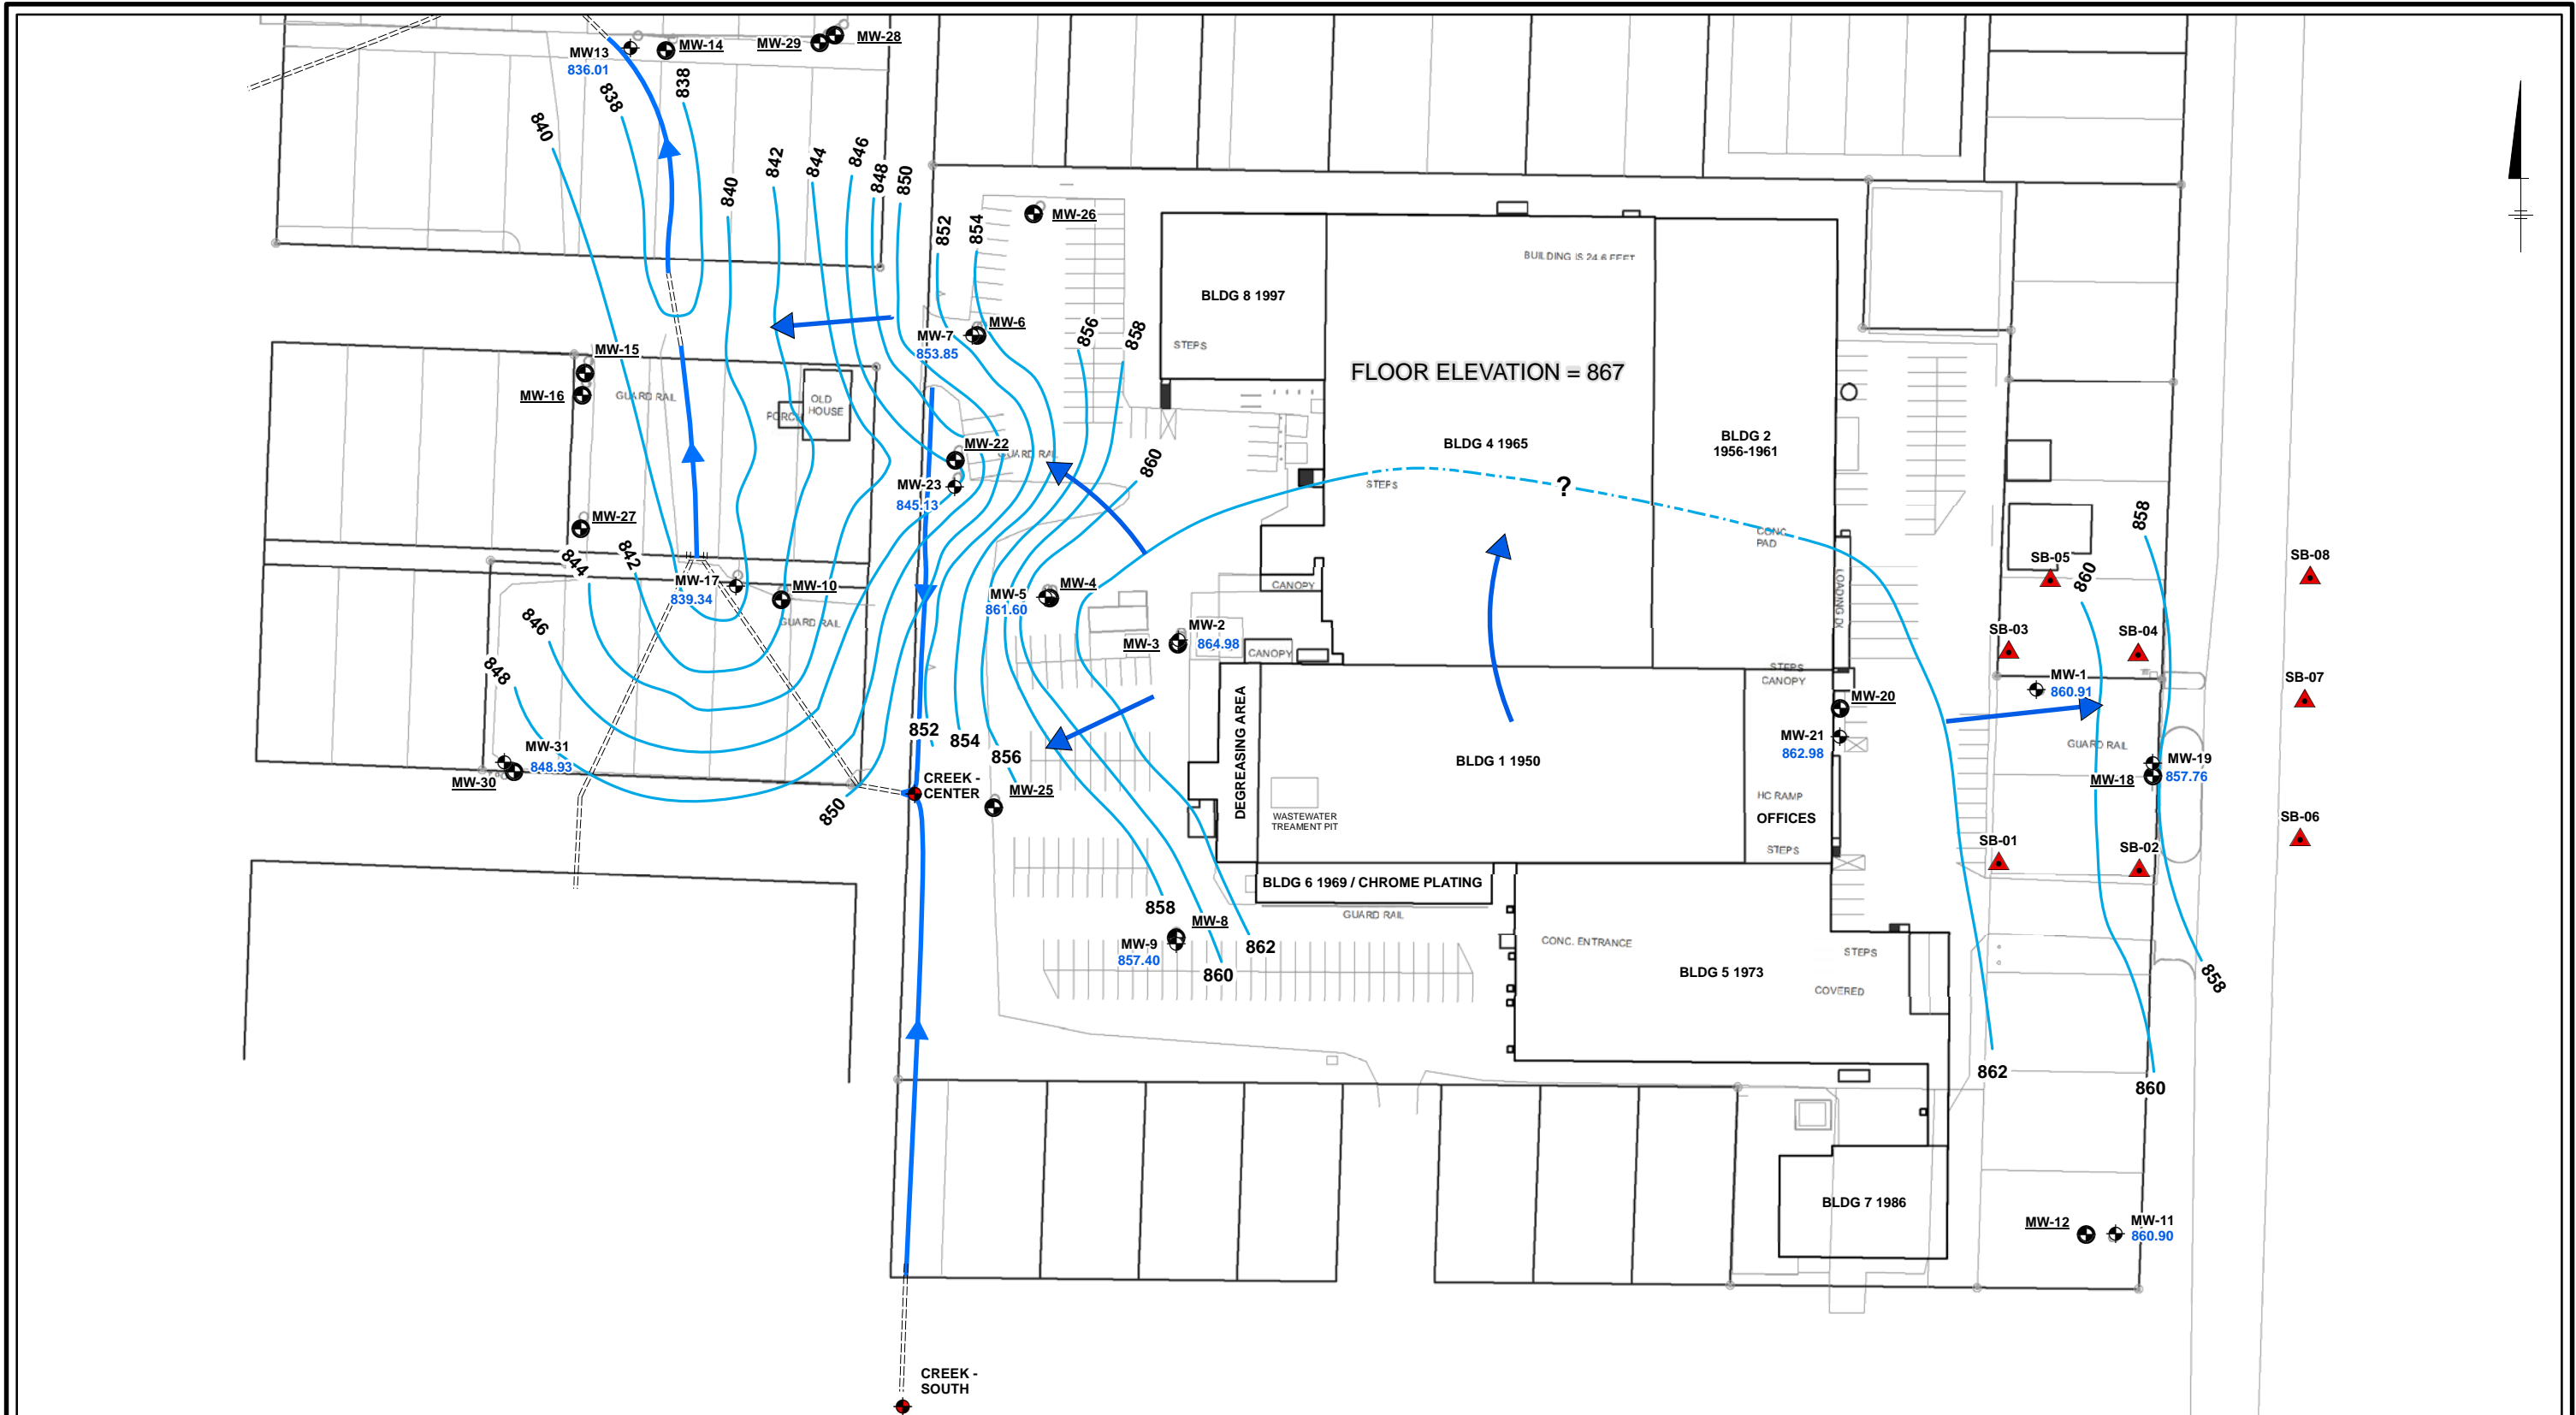 MW-28
MW-29
MW-14
MW13
836.01
838
838
840
840
842
844
846
848
850
852
854
MW-26
BUILDING IS 24.6 FEET
BLDG 8 1997
STEPS
MW-6
MW-7
853.85
856
858
FLOOR ELEVATION = 867
MW-15
MW-16
GUARD RAIL
OLD
HOUSE
PORCH
BLDG 4 1965
BLDG 2
1956-1961
MW-22
GUARD RAIL
860
STEPS
?
MW-23
845.13
MW-27
CONC.
PAD
858
844
842
MW-17
839.34
MW-10
GUARD RAIL
MW-4
MW-5
861.60
CANOPY
SB-05
860
SB-08
846
MW-2
864.98
MW-3
CANOPY
SB-03
SB-04
848
STEPS
CANOPY
MW-1
860.91
SB-07
DEGREASING AREA
MW-20
852
854
856
MW-21
862.98
GUARD RAIL
MW-31
848.93
MW-30
BLDG 1 1950
CREEK -
CENTER
MW-25
MW-19
857.76
MW-18
850
WASTEWATER
TREAMENT PIT
HC RAMP
OFFICES
STEPS
SB-06
SB-01
SB-02
BLDG 6 1969 / CHROME PLATING
GUARD RAIL
858
MW-8
MW-9
857.40
862
860
CONC. ENTRANCE
STEPS
BLDG 5 1973
COVERED
858
862
860
BLDG 7 1986
MW-12
MW-11
860.90
CREEK -
SOUTH